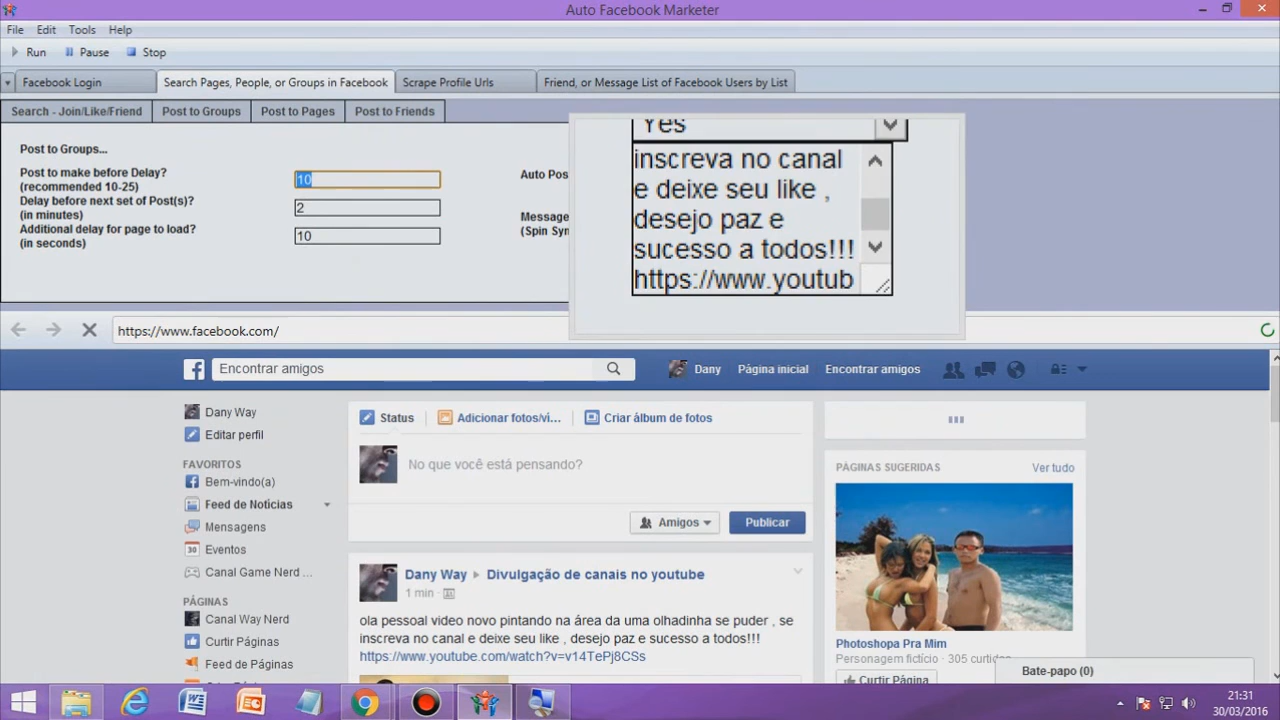 Auto Facebook Marketer
File Edit Tools Help
Run Pause Stop
Facebook Login Search Pages, People, or Groups in Facebook Scrape Profile Urls Friend, or Message List of Facebook Users by List
Search - Join/Like/Friend Post to Groups Post to Pages Post to Friends
Post to Groups...
Post to make before Delay?
(recommended 10-25)
10
Delay before next set of Post(s)?
(in minutes)
2
Additional delay for page to load?
(in seconds)
10
Auto Pos
Message
(Spin Syn
Yes
inscreva no canal
e deixe seu like ,
desejo paz e
sucesso a todos!!!
https://www.youtub
https://www.facebook.com/
Encontrar amigos
Dany Página inicial Encontrar amigos
Dany Way
Editar perfil
FAVORITOS
Bem-vindo(a)
Feed de Notícias
Mensagens
30 Eventos
Canal Game Nerd ...
PÁGINAS
Canal Way Nerd
Curtir Páginas
Feed de Páginas
Status Adicionar fotos/ví... Criar álbum de fotos
No que você está pensando?
Amigos Publicar
Dany Way Divulgação de canais no youtube
1 min
ola pessoal video novo pintando na área da uma olhadinha se puder , se
inscreva no canal e deixe seu like , desejo paz e sucesso a todos!!!
https://www.youtube.com/watch?v=v14TePj8CSs
PÁGINAS SUGERIDAS Ver tudo
Photoshopa Pra Mim
Personagem fictício · 305 curtidas
Curtir Página
Bate-papo (0)
21:31
30/03/2016